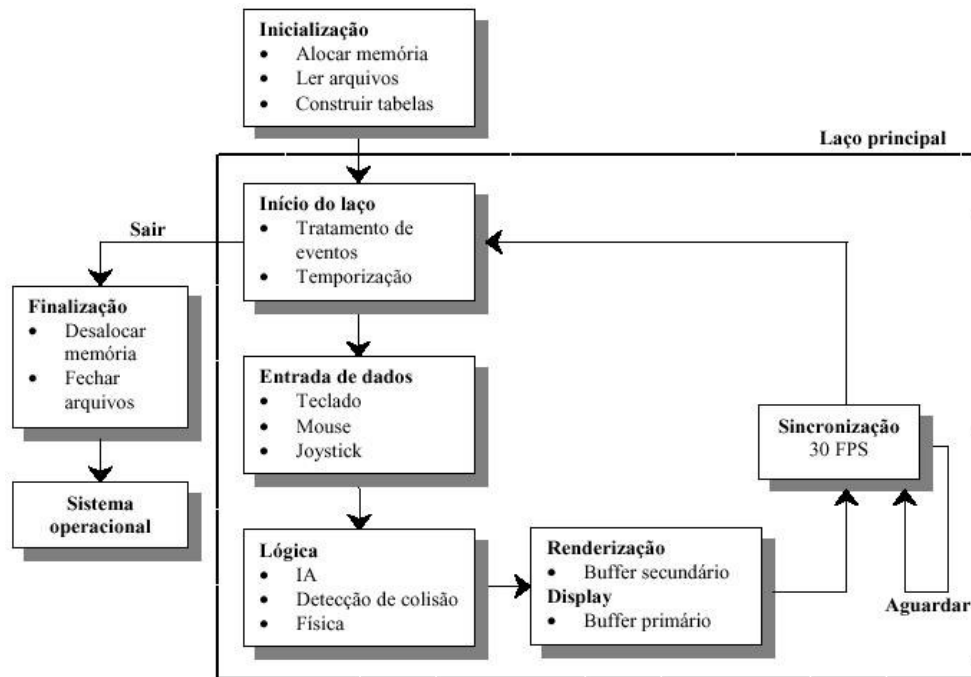 Inicialização
• Alocar memória
• Ler arquivos
• Construir tabelas
Laço principal
Início do laço
• Tratamento de
eventos
• Temporização
Sair
Finalização
• Desalocar
memória
• Fechar
arquivos
Entrada de dados
• Teclado
• Mouse
• Joystick
Sincronização
30 FPS
Sistema
operacional
Lógica
• IA
• Detecção de colisão
• Física
Renderização
• Buffer secundário
Display
• Buffer primário
Aguardar